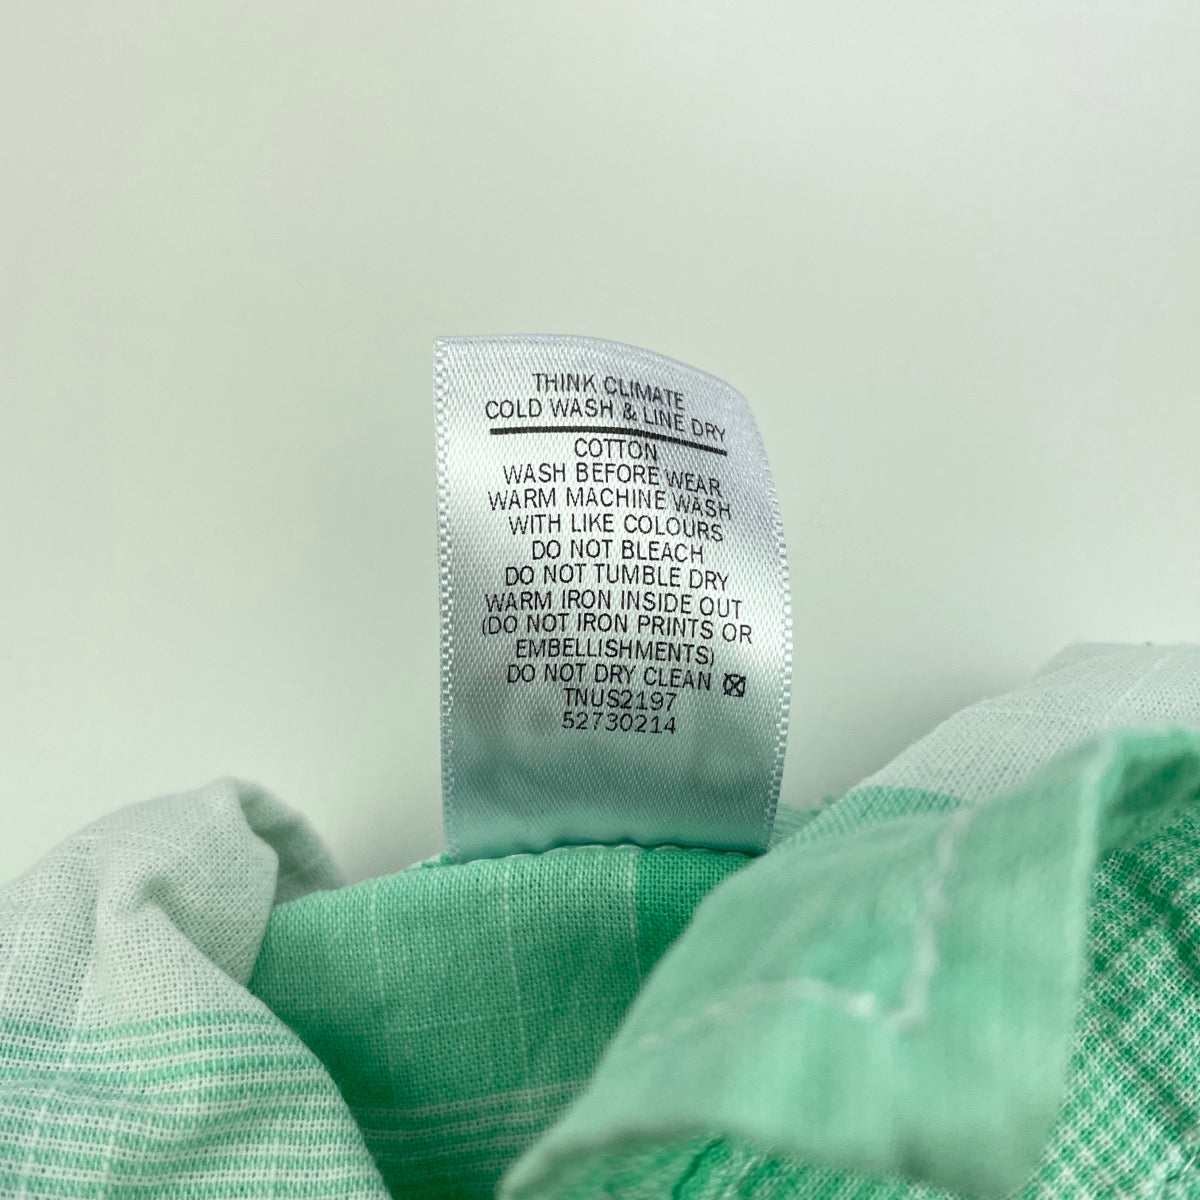 THINK CLIMATE
COLD WASH & LINE DRY
COTTON
WASH BEFORE WEAR
WARM MACHINE WASH
WITH LIKE COLOURS
DO NOT BLEACH
DO NOT TUMBLE DRY
WARM IRON INSIDE OUT
(DO NOT IRON PRINTS OR
EMBELLISHMENTS)
DO NOT DRY CLEAN
TNUS2197
52730214